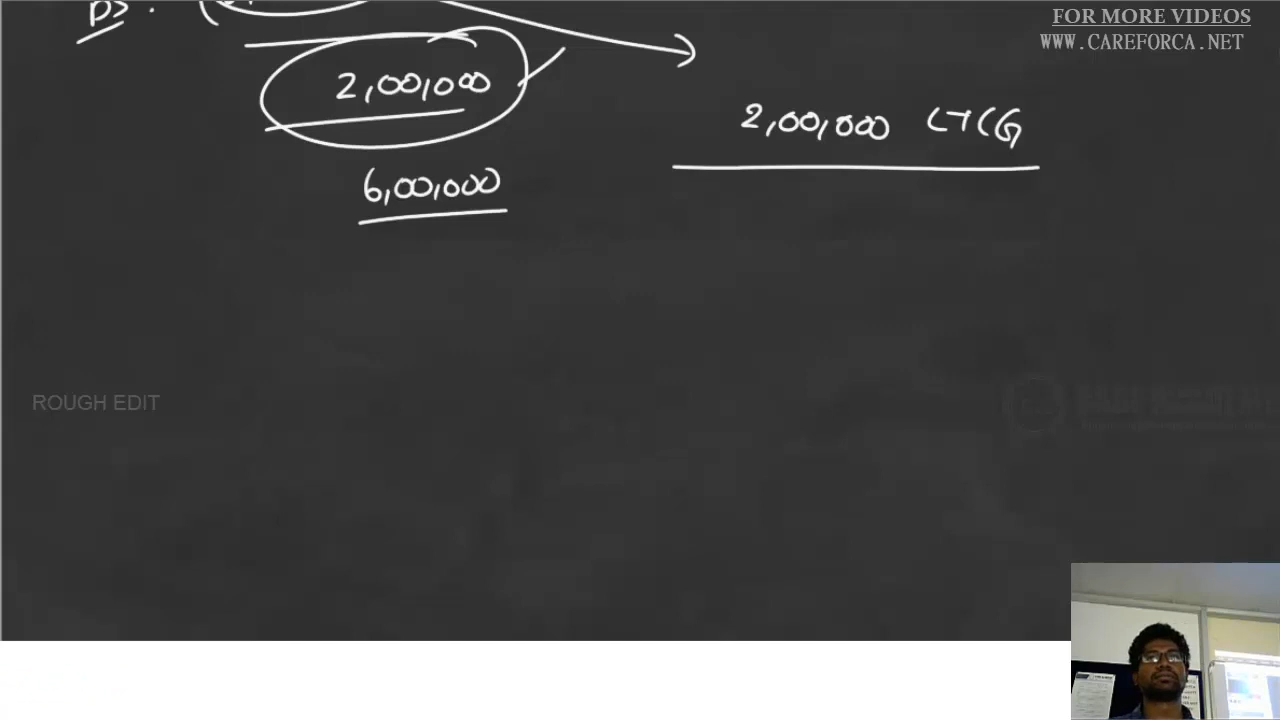 FOR MORE VIDEOS
WWW.CAREFORCA.NET
2,00,000
2,00,000 LTCG
6,00,000
ROUGH EDIT